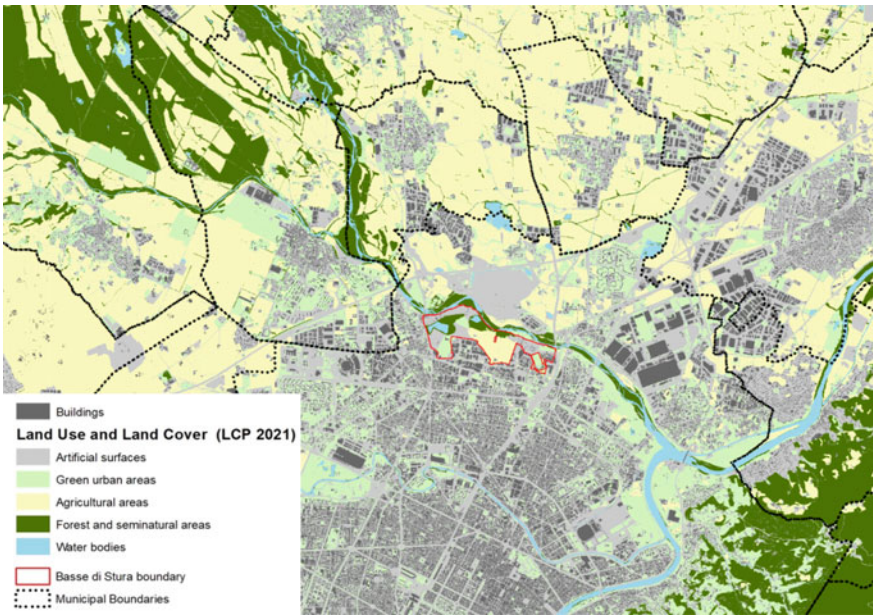 Buildings
Land Use and Land Cover (LCP 2021)
Artificial surfaces
Green urban areas
Agricultural areas
Forest and seminatural areas
Water bodies
Basse di Stura boundary
Municipal Boundaries